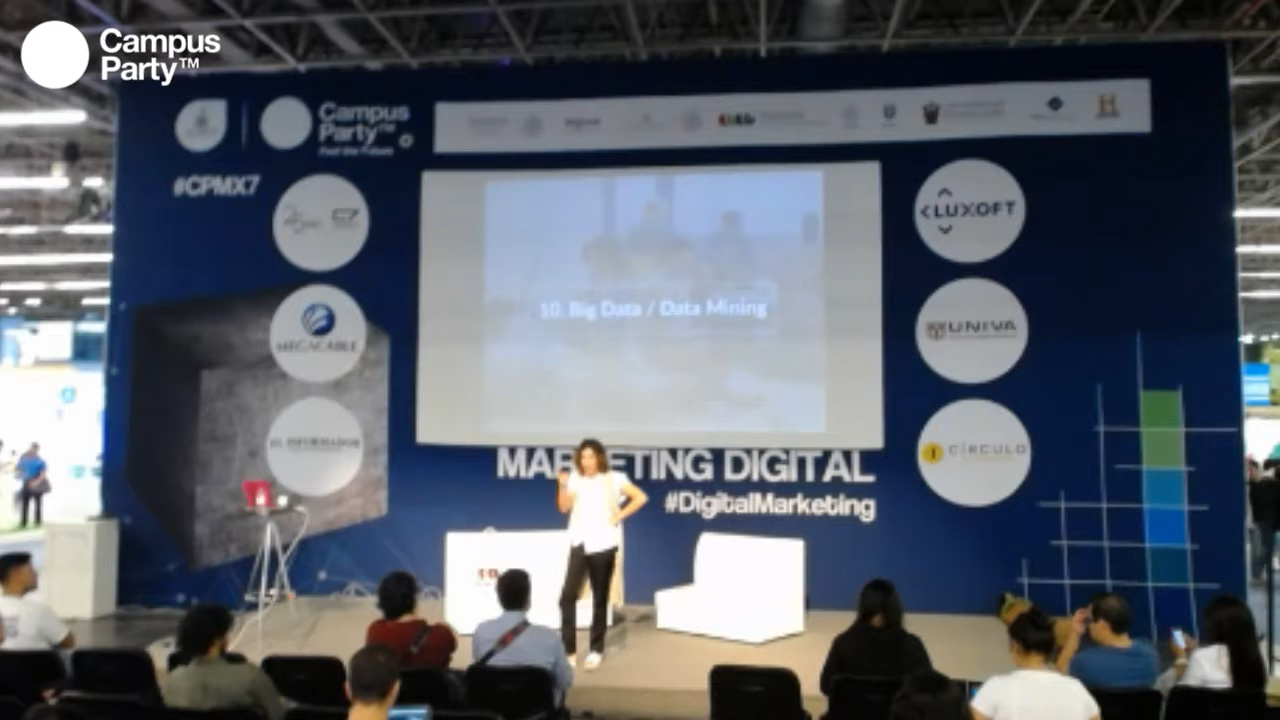 Campus
Party™
Campus
Party™
Feel the Future
#CPMX7
MEGACABLE
EL INFORMADOR
10. Big Data / Data Mining
LUXOFT
UNIVA
CÍRCULO
MARKETING DIGITAL
#DigitalMarketing